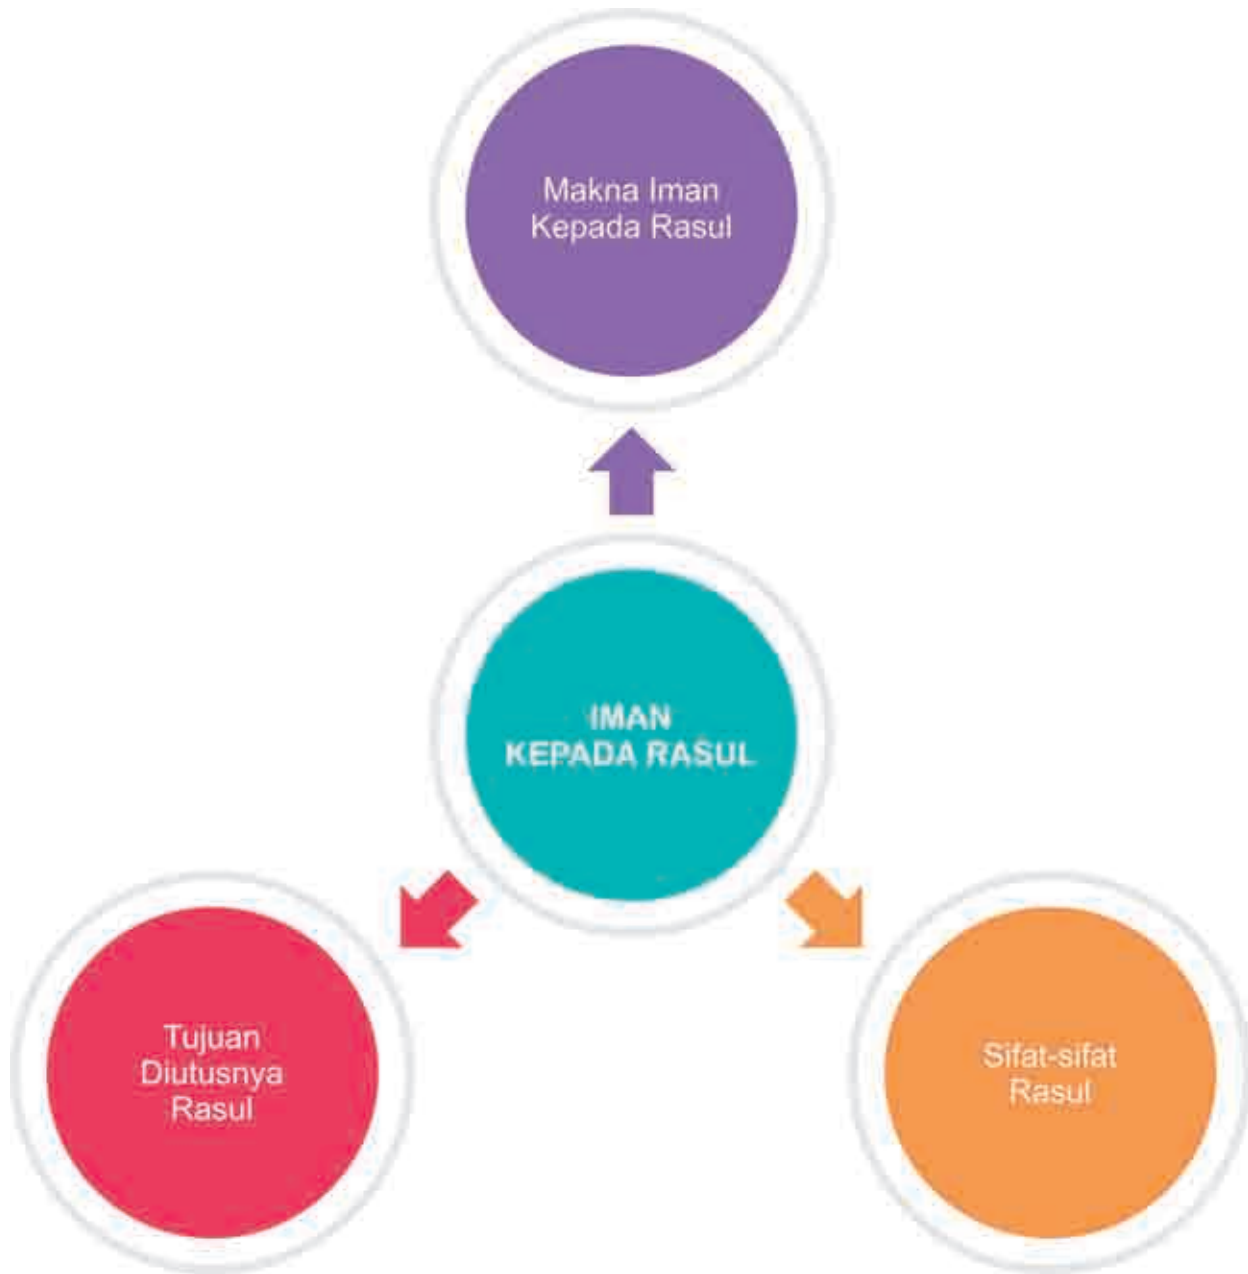 Makna Iman
Kepada Rasul
IMAN
KEPADA RASUL
Tujuan
Diutusnya
Rasul
Sifat-sifat
Rasul